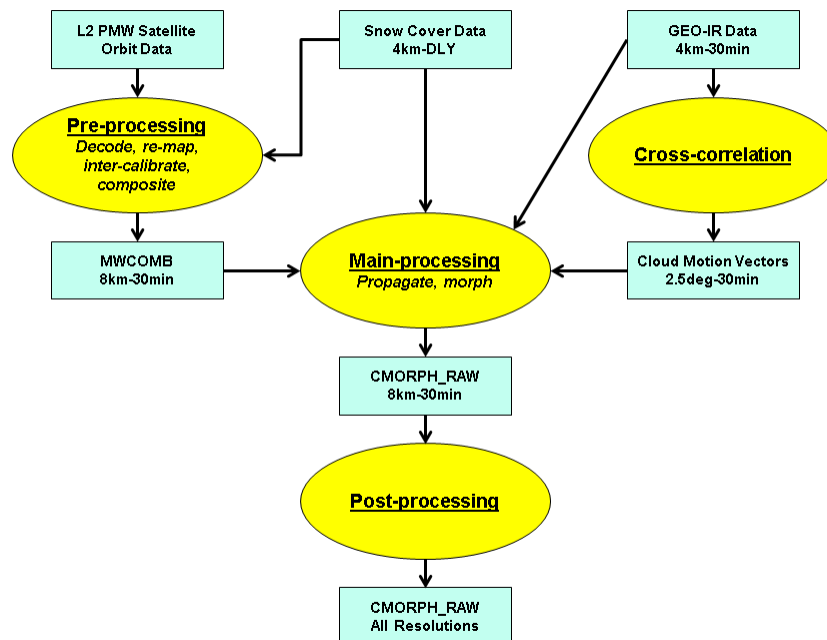 L2 PMW Satellite
Orbit Data
Snow Cover Data
4km-DLY
GEO-IR Data
4km-30min
Pre-processing
Decode, re-map,
inter-calibrate,
composite
Cross-correlation
MWCOMB
8km-30min
Main-processing
Propagate, morph
Cloud Motion Vectors
2.5deg-30min
CMORPH_RAW
8km-30min
Post-processing
CMORPH_RAW
All Resolutions